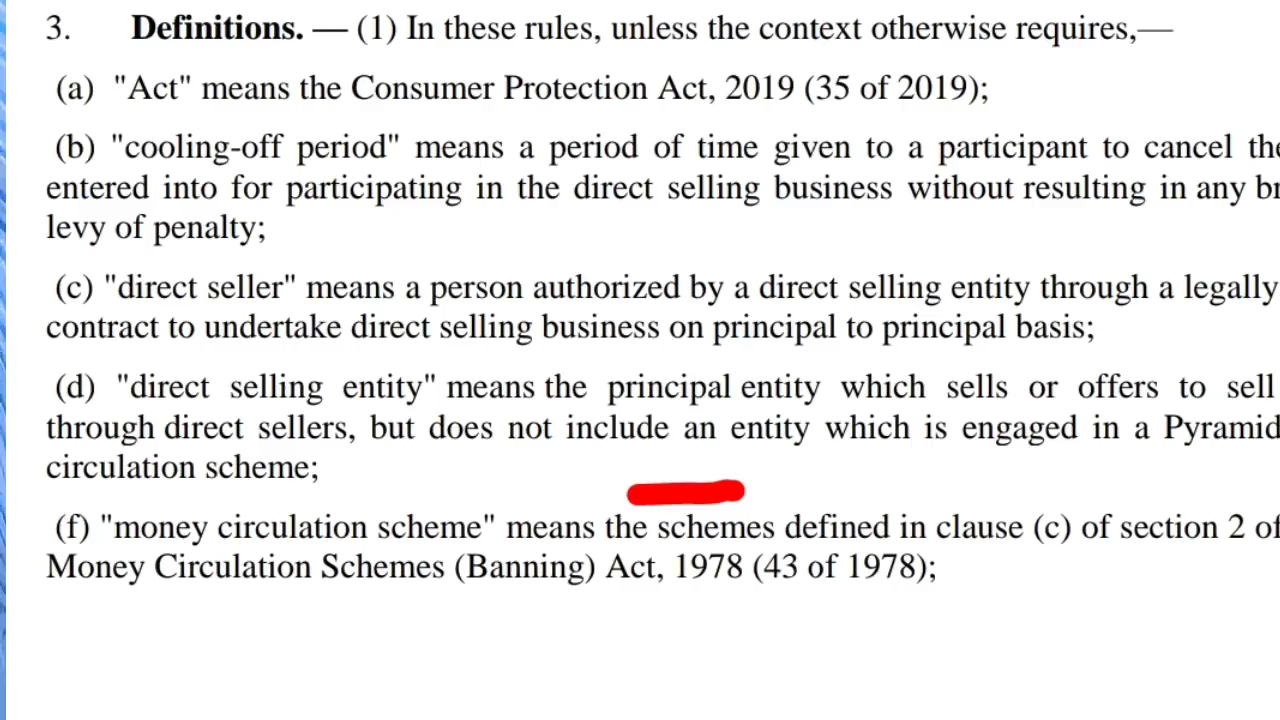 3. Definitions. — (1) In these rules, unless the context otherwise requires,—
(a) "Act" means the Consumer Protection Act, 2019 (35 of 2019);
(b) "cooling-off period" means a period of time given to a participant to cancel the
entered into for participating in the direct selling business without resulting in any
levy of penalty;
(c) "direct seller" means a person authorized by a direct selling entity through a legally
contract to undertake direct selling business on principal to principal basis;
(d) "direct selling entity" means the principal entity which sells or offers to sell
through direct sellers, but does not include an entity which is engaged in a Pyramid
circulation scheme;
(f) "money circulation scheme" means the schemes defined in clause (c) of section 2 of
Money Circulation Schemes (Banning) Act, 1978 (43 of 1978);